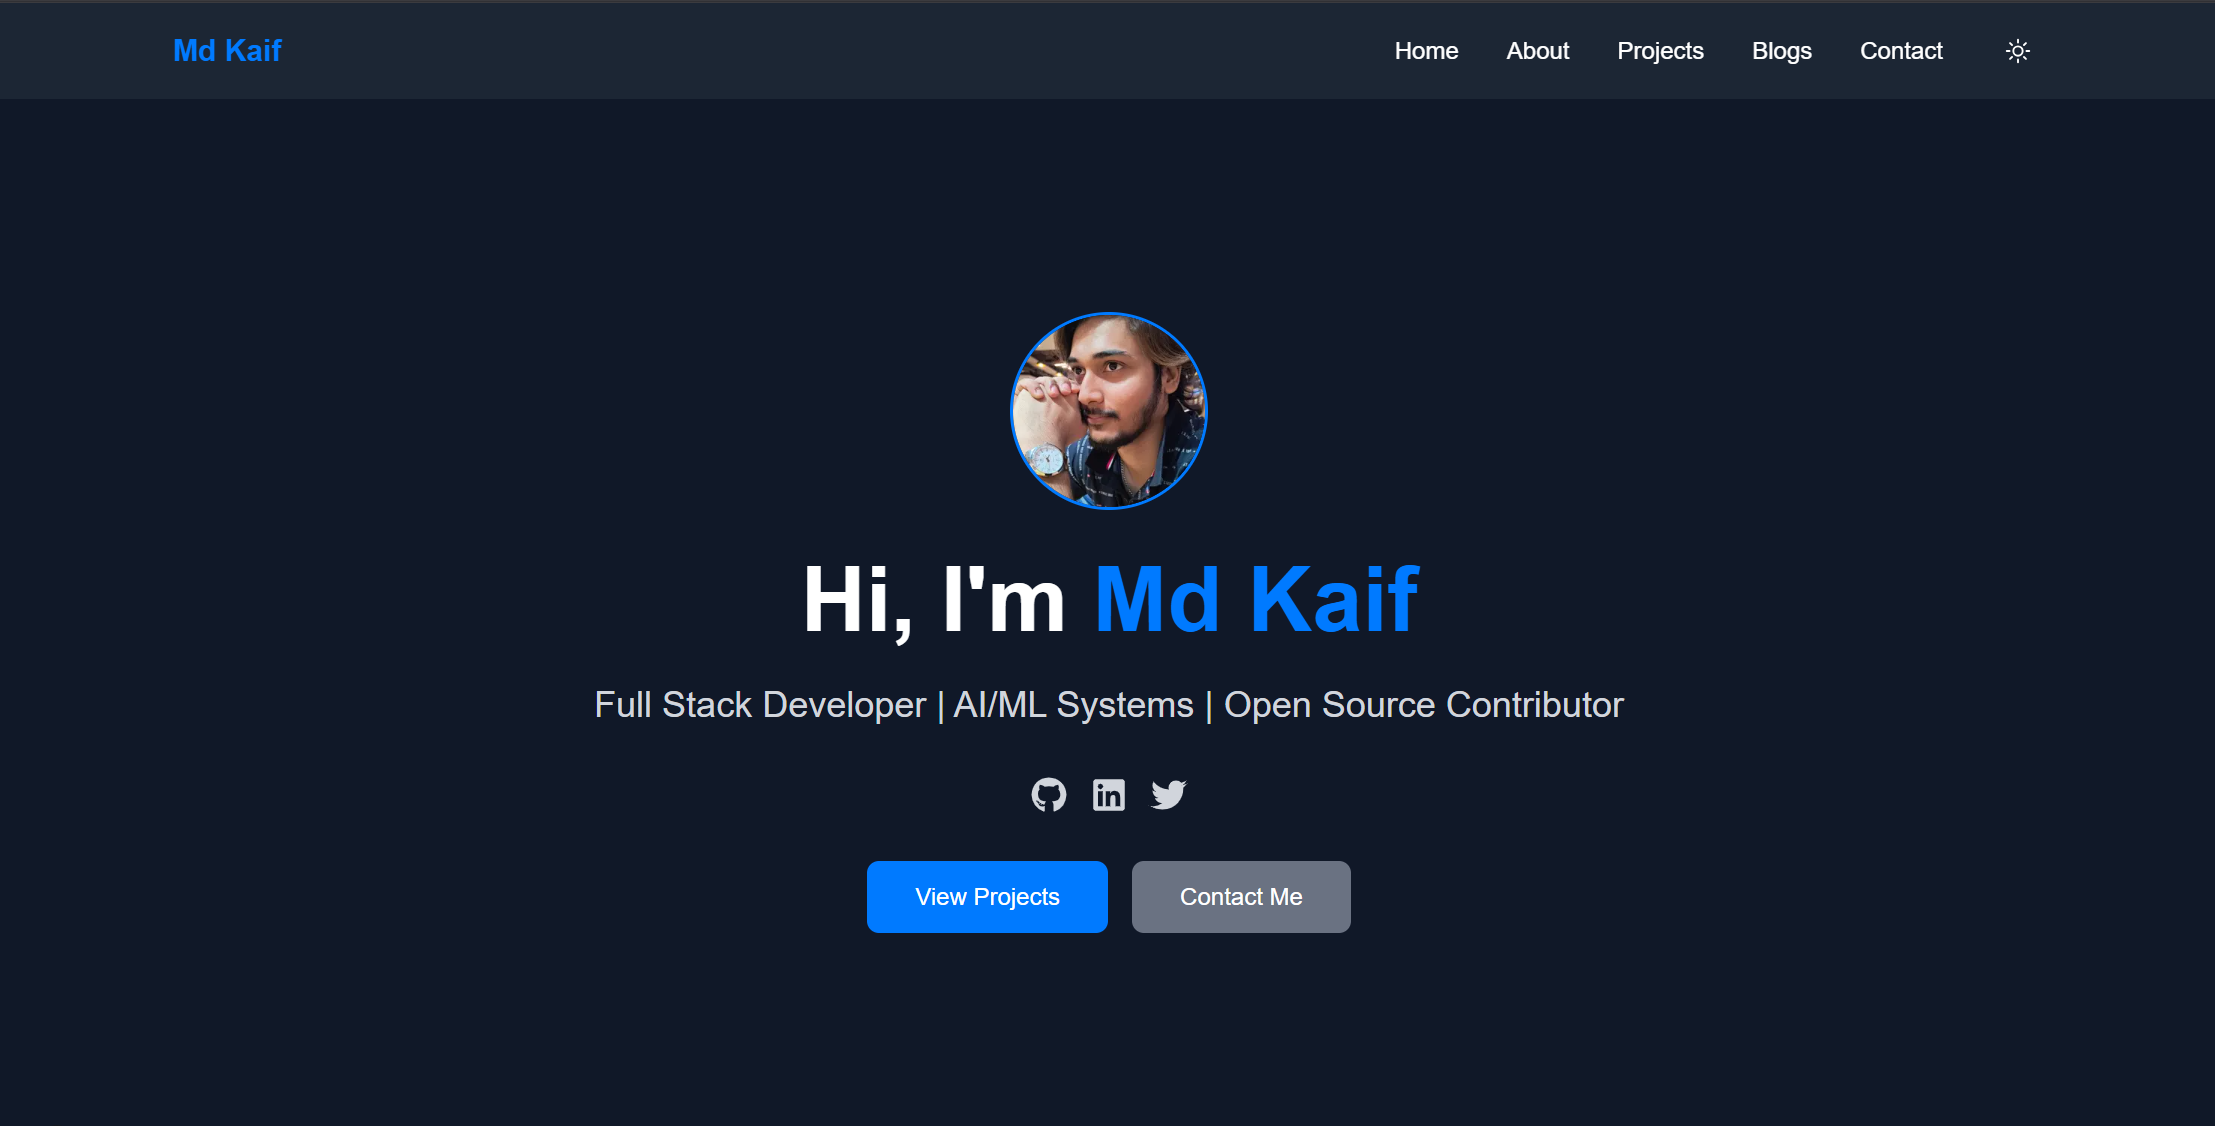 Md Kaif
Home About Projects Blogs Contact
Hi, I'm Md Kaif
Full Stack Developer | AI/ML Systems | Open Source Contributor
in
View Projects Contact Me